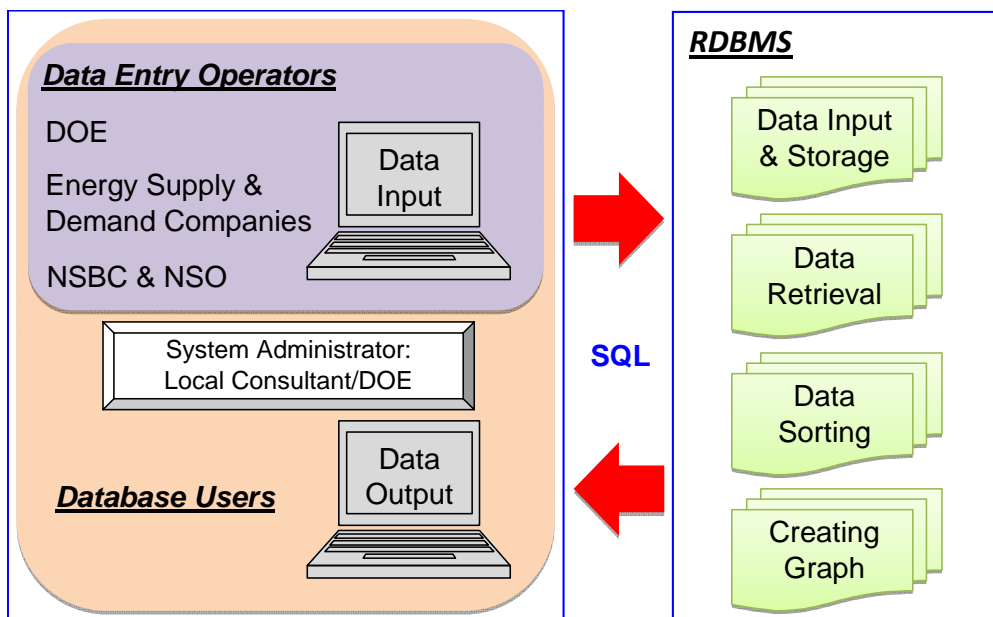 Data Entry Operators
DOE
Energy Supply &
Demand Companies
NSBC & NSO
Data
Input
System Administrator:
Local Consultant/DOE
Database Users
Data
Output
SQL
RDBMS
Data Input
& Storage
Data
Retrieval
Data
Sorting
Creating
Graph